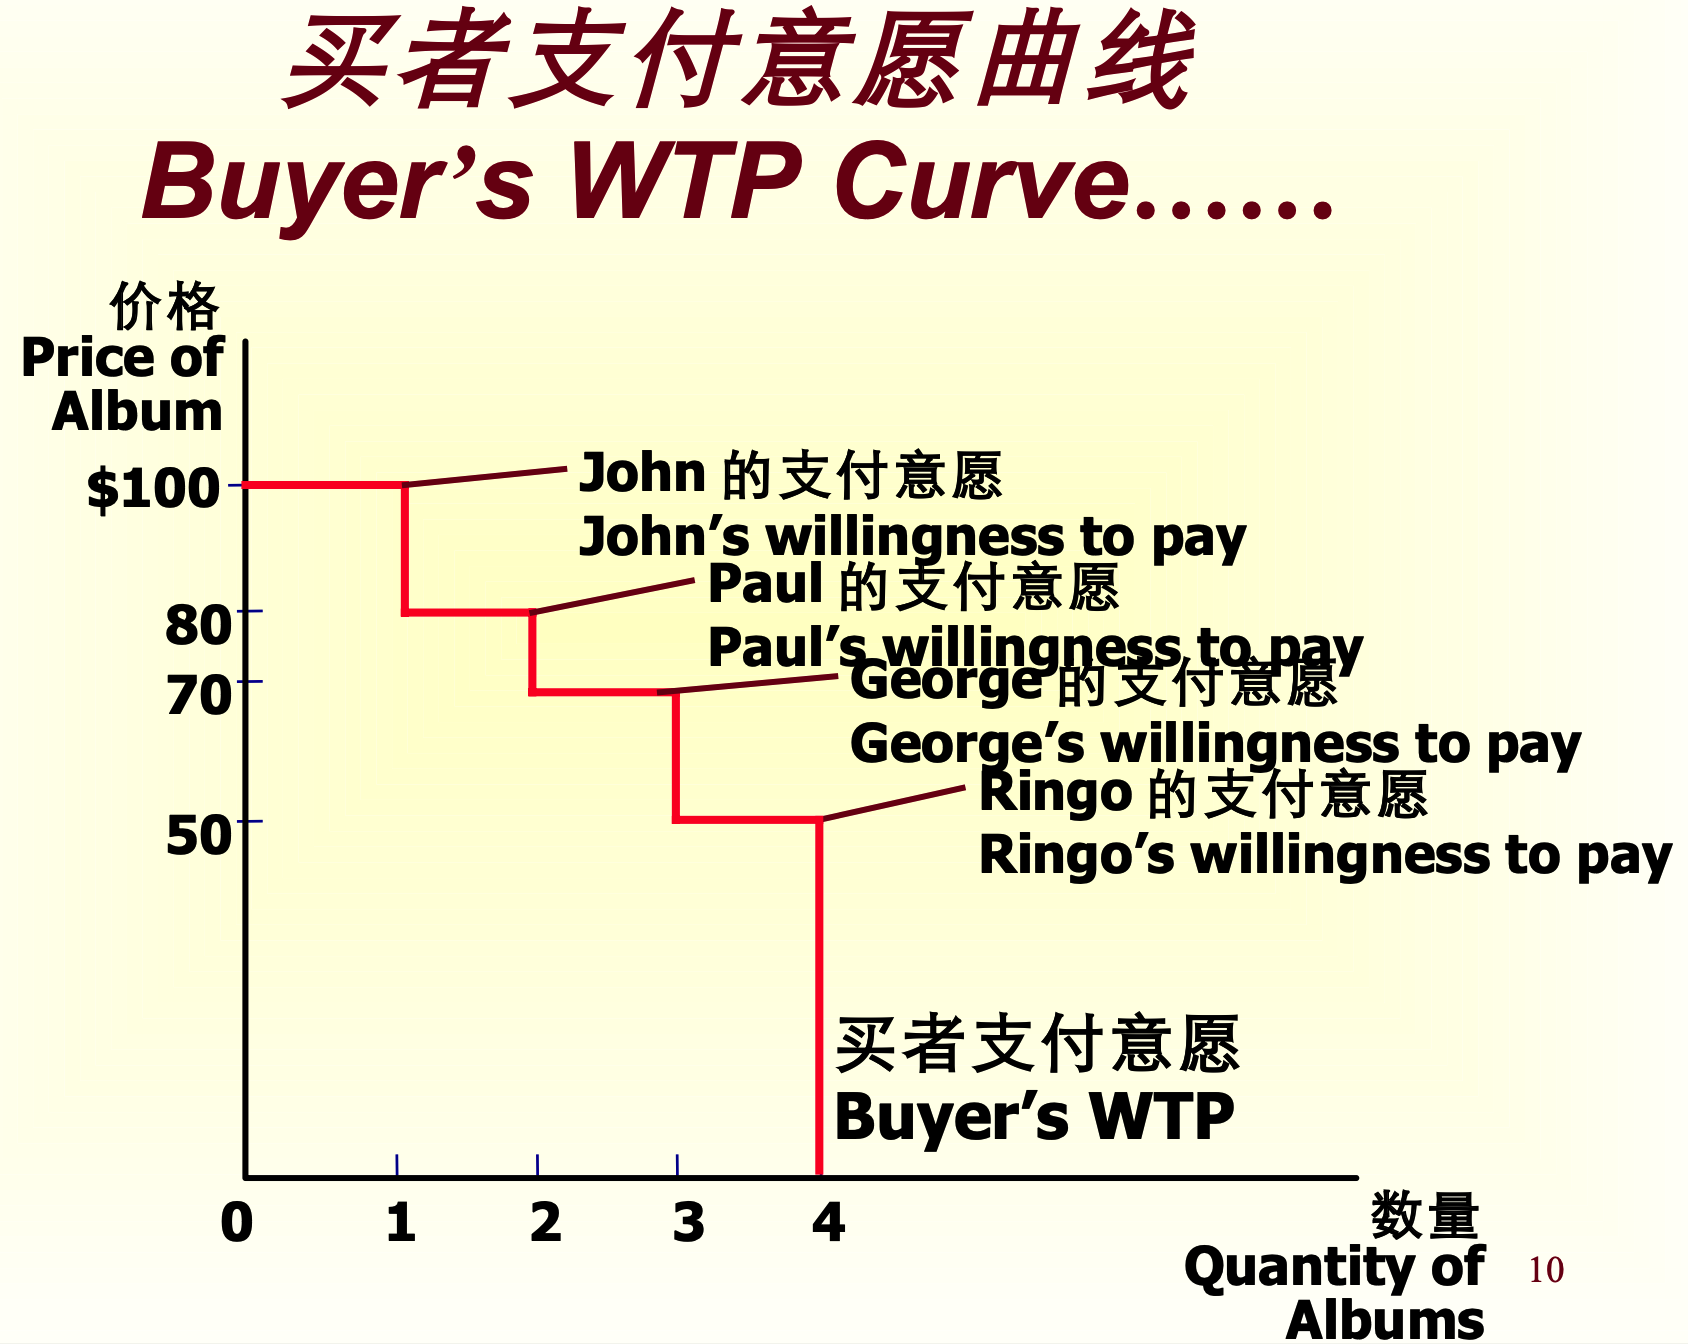 买者支付意愿曲线
Buyer’s WTP Curve……
价格
Price of
Album
$100
John 的支付意愿
John’s willingness to pay
Paul 的支付意愿
80
Paul’s willingness to pay
George 的支付意愿
70
George’s willingness to pay
Ringo 的支付意愿
50
Ringo’s willingness to pay
买者支付意愿
Buyer’s WTP
0 1 2 3 4
数量
Quantity of
Albums
10